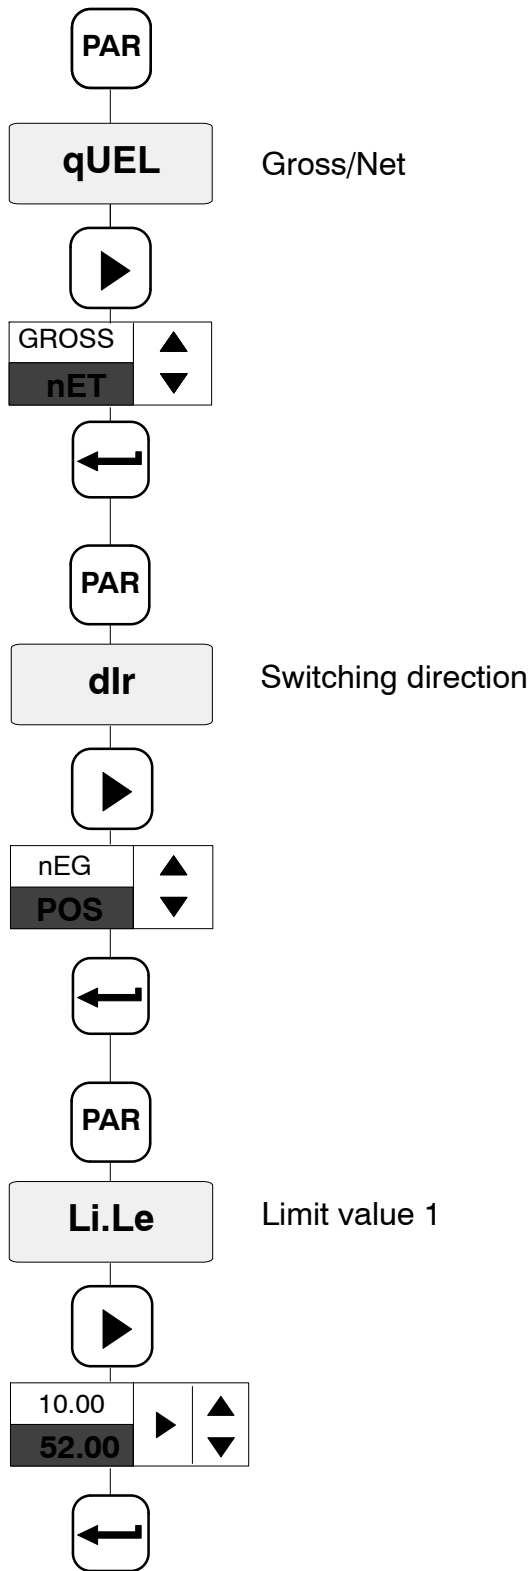 PAR
qUEL Gross/Net
GROSS
nET
PAR
dIr Switching direction
nEG
POS
PAR
Li.Le Limit value 1
10.00
52.00